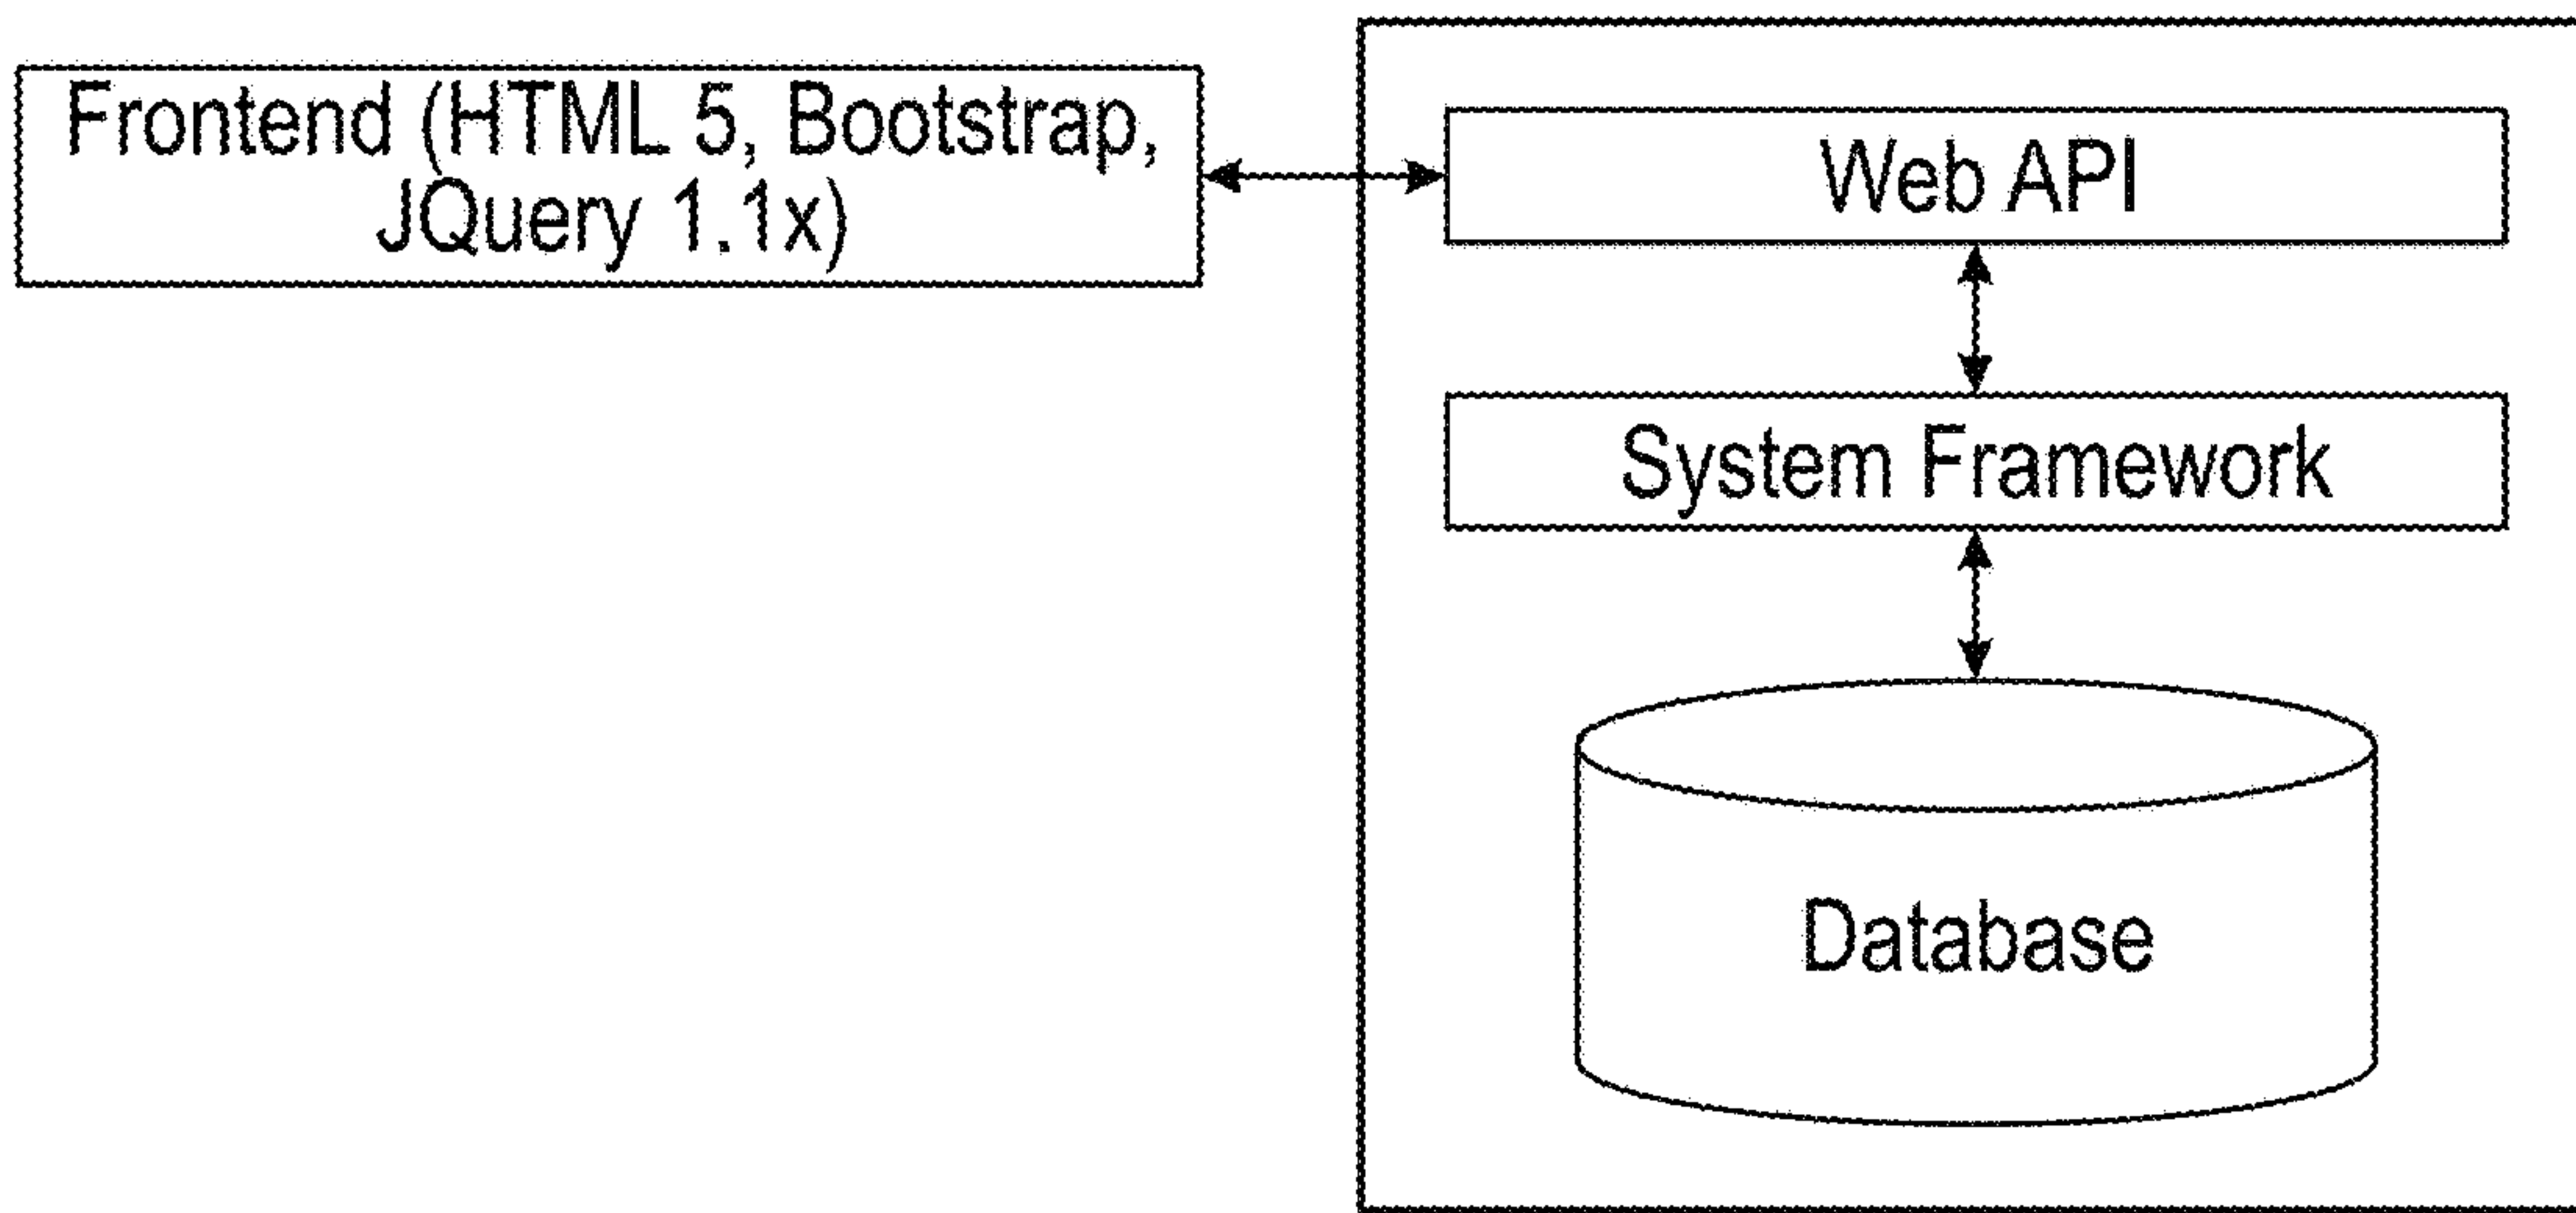 Frontend (HTML 5, Bootstrap,
JQuery 1.1x)
Web API
System Framework
Database